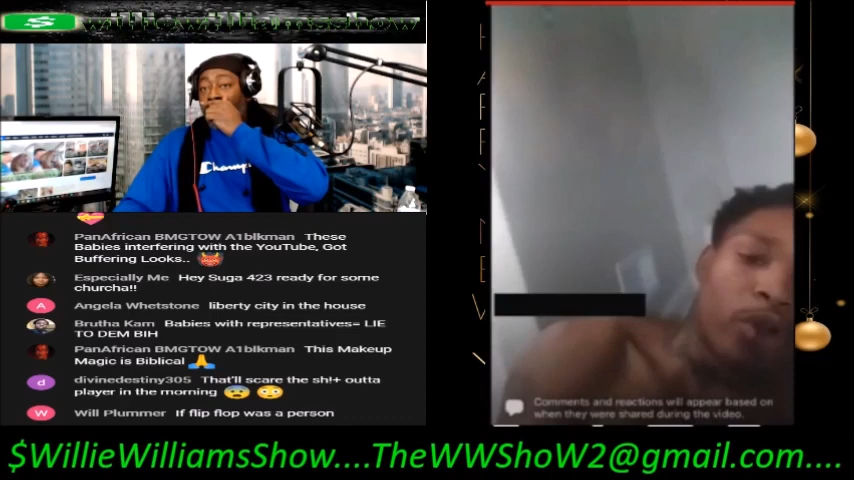 williewilliamsshow
Champion
PanAfrican BMGTOW A1blkman These
Babies interfering with the YouTube, Got
Buffering Looks..
Especially Me Hey Suga 423 ready for some
churcha!!
A Angela Whetstone liberty city in the house
Brutha Karn Babies with representatives= LIE
TO DEM BIH
PanAfrican BMGTOW A1blkman This Makeup
Magic is Biblical
d divinedestiny305 That'll scare the sh!+ outta
player in the morning
W Will Plummer If flip flop was a person
H
A
P
P
Y
N
E
W
Y
Comments and reactions will appear based on
when they were shared during the video.
$WillieWilliamsShow....TheWWShoW2@gmail.com....